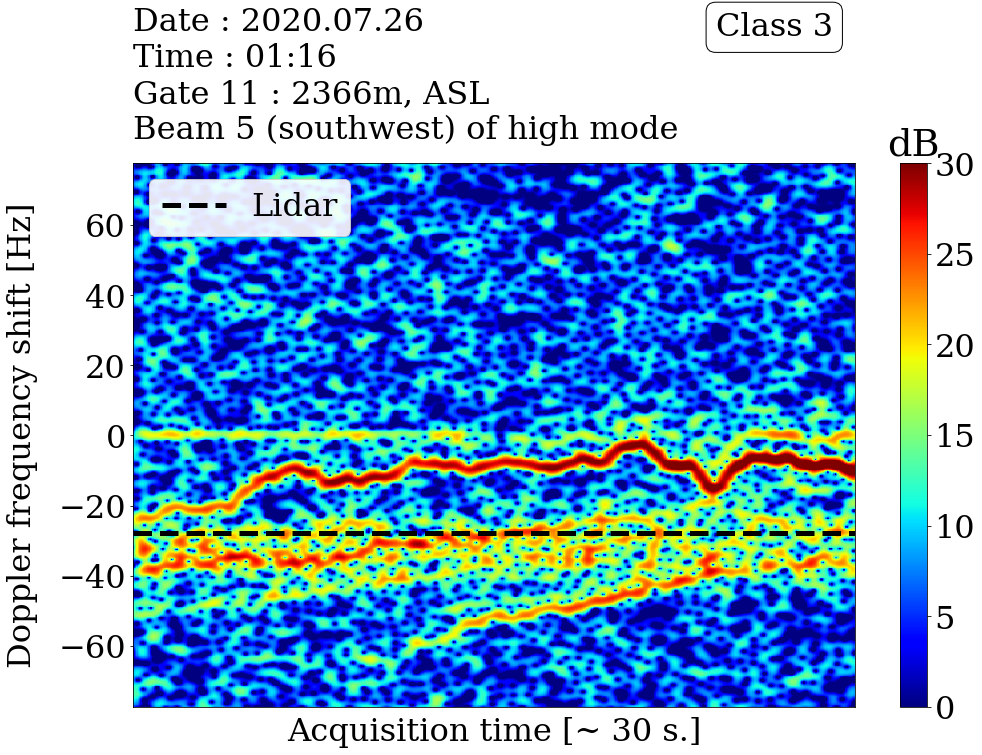 Date : 2020.07.26
Time : 01:16
Gate 11 : 2366m, ASL
Beam 5 (southwest) of high mode
Class 3
dB
Lidar
Doppler frequency shift [Hz]
60
40
20
0
−20
−40
−60
30
25
20
15
10
5
0
Acquisition time [~ 30 s.]